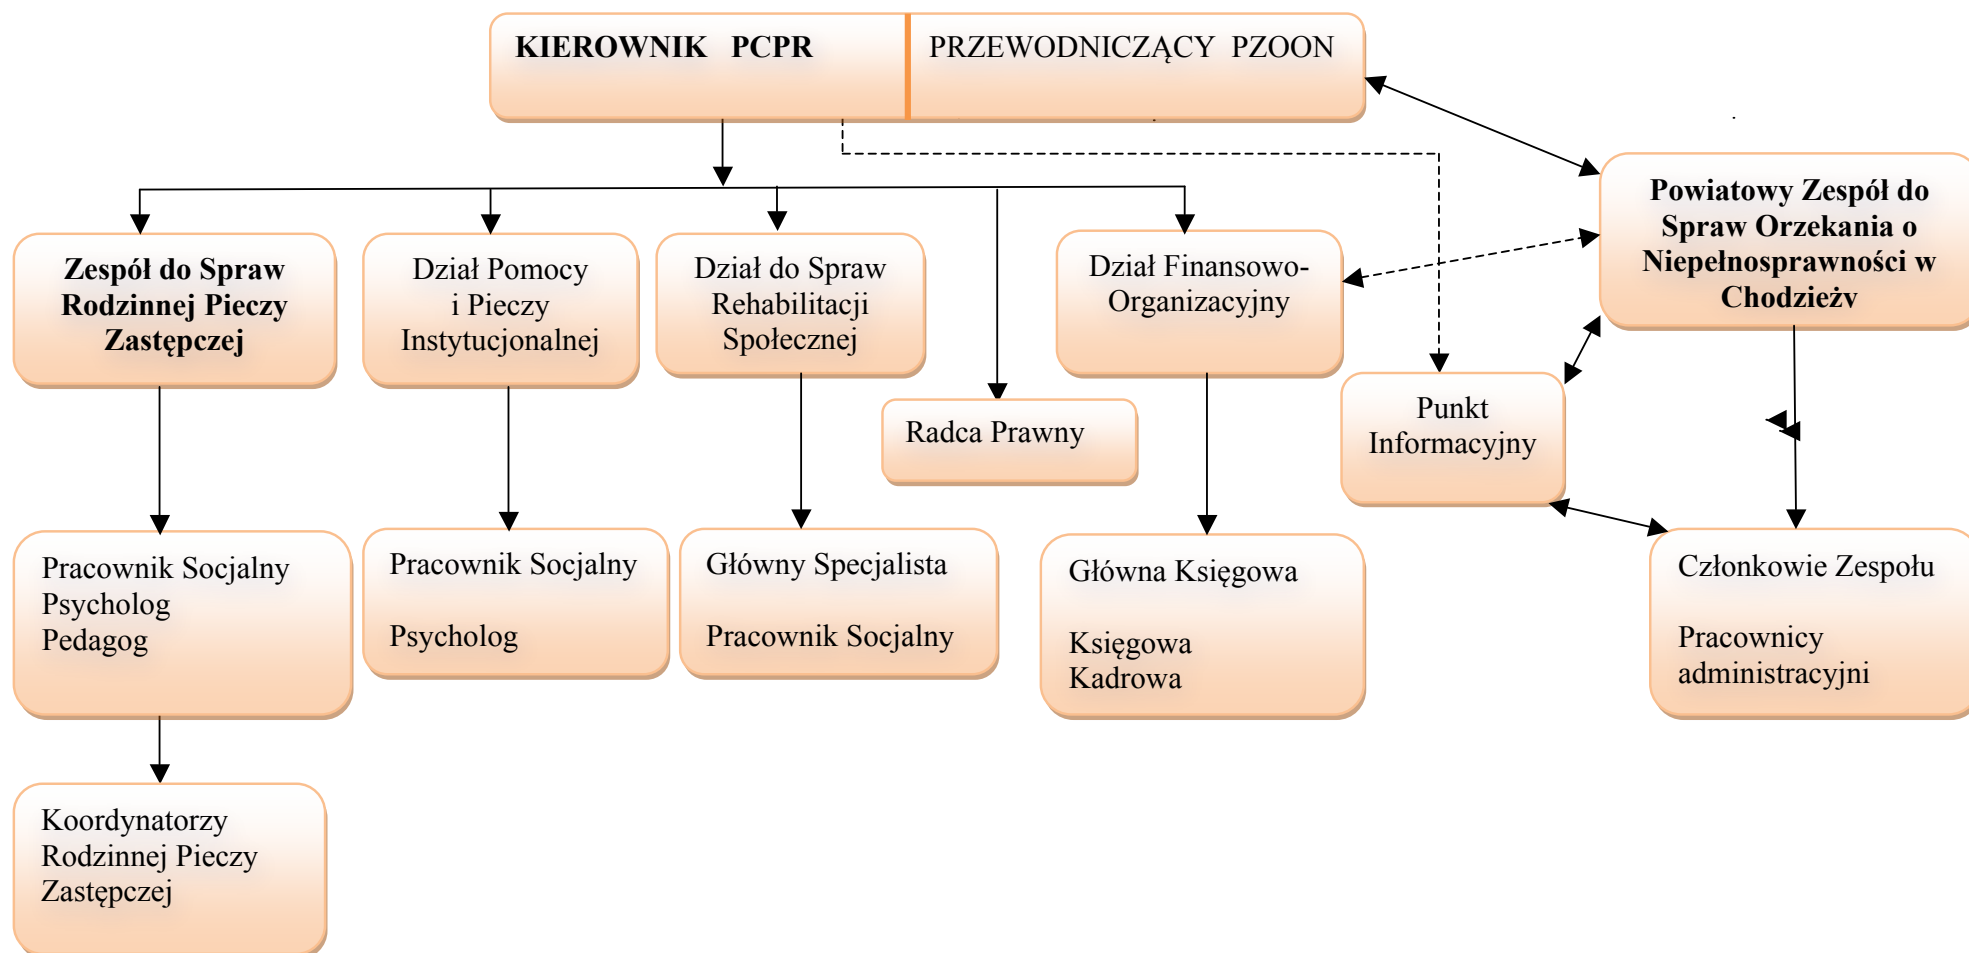 KIEROWNIK PCPR
PRZEWODNICZĄCY PZOON
Powiatowy Zespół do
Spraw Orzekania o
Niepełnosprawności w
Chodzieżv
Zespół do Spraw
Rodzinnej Pieczy
Zastępczej
Dział Pomocy
i Pieczy
Instytucjonalnej
Dział do Spraw
Rehabilitacji
Społecznej
Dział Finansowo-
Organizacyjny
Radca Prawny
Punkt
Informacyjny
Pracownik Socjalny
Psycholog
Pedagog
Pracownik Socjalny
Psycholog
Główny Specjalista
Pracownik Socjalny
Główna Księgowa
Księgowa
Kadrowa
Członkowie Zespołu
Pracownicy
administracyjni
Koordynatorzy
Rodzinnej Pieczy
Zastępczej